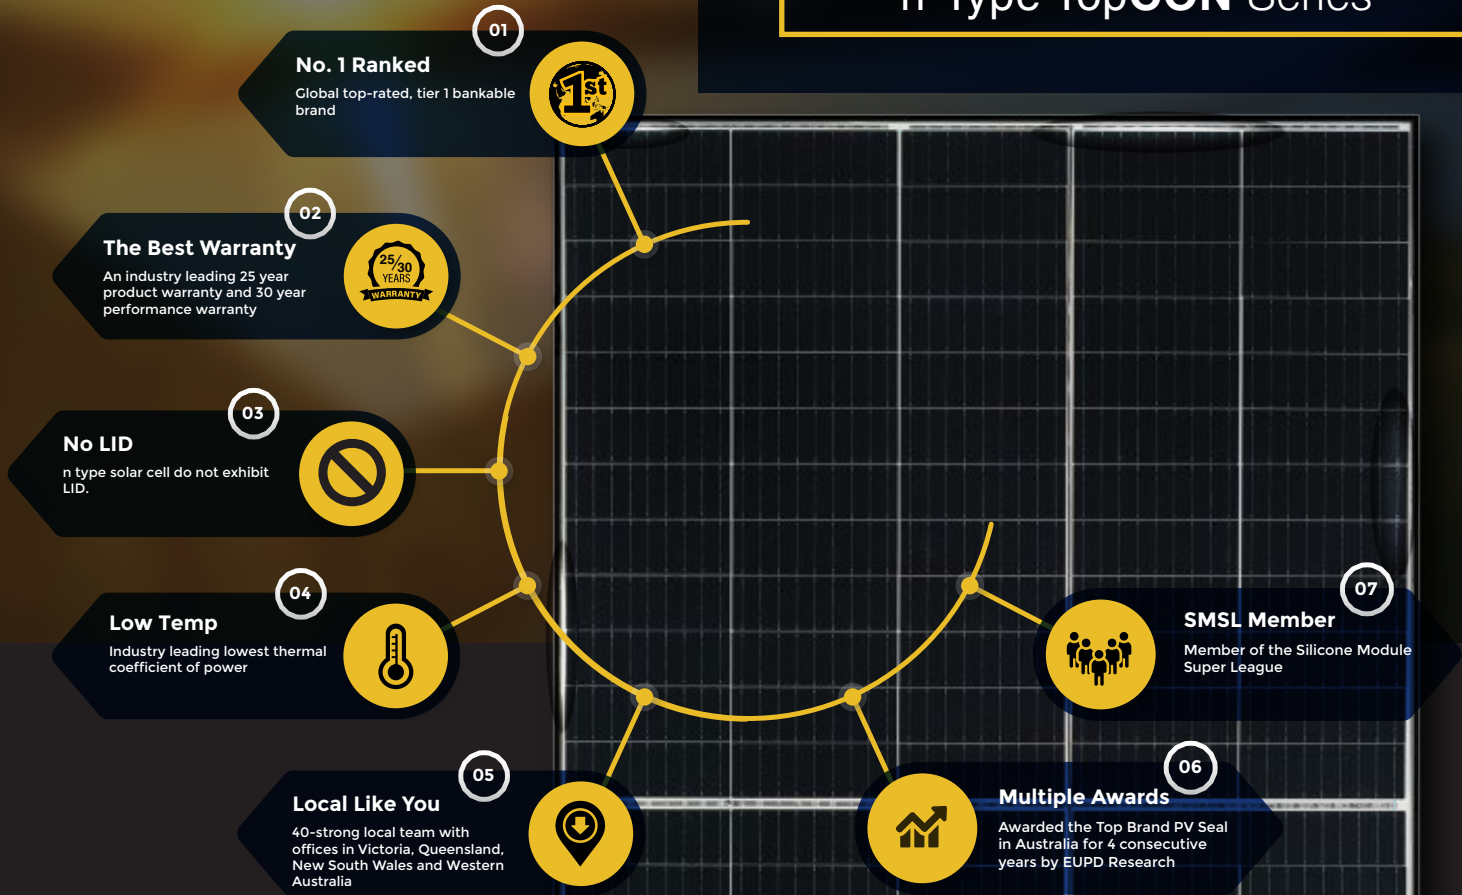 n-Type TopCON Series
01
No. 1 Ranked
Global top-rated, tier 1 bankable
brand
1st
02
The Best Warranty
An industry leading 25 year
product warranty and 30 year
performance warranty
25/30
YEARS
WARRANTY
03
No LID
n type solar cell do not exhibit
LID.
04
Low Temp
Industry leading lowest thermal
coefficient of power
05
Local Like You
40-strong local team with
offices in Victoria, Queensland,
New South Wales and Western
Australia
06
Multiple Awards
Awarded the Top Brand PV Seal
in Australia for 4 consecutive
years by EUPD Research
07
SMSL Member
Member of the Silicone Module
Super League